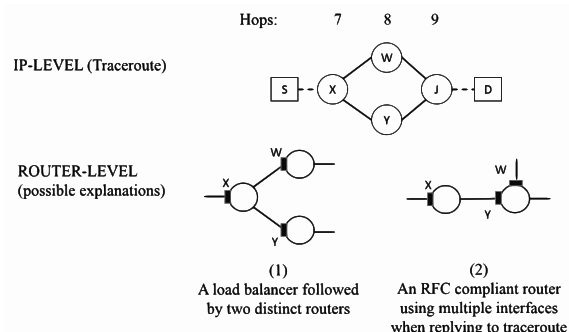 Hops: 7 8 9
IP-LEVEL (Traceroute)
W
S X J D
Y
ROUTER-LEVEL
(possible explanations)
X W Y
X W Y
(1)
A load balancer followed
by two distinct routers
(2)
An RFC compliant router
using multiple interfaces
when replying to traceroute